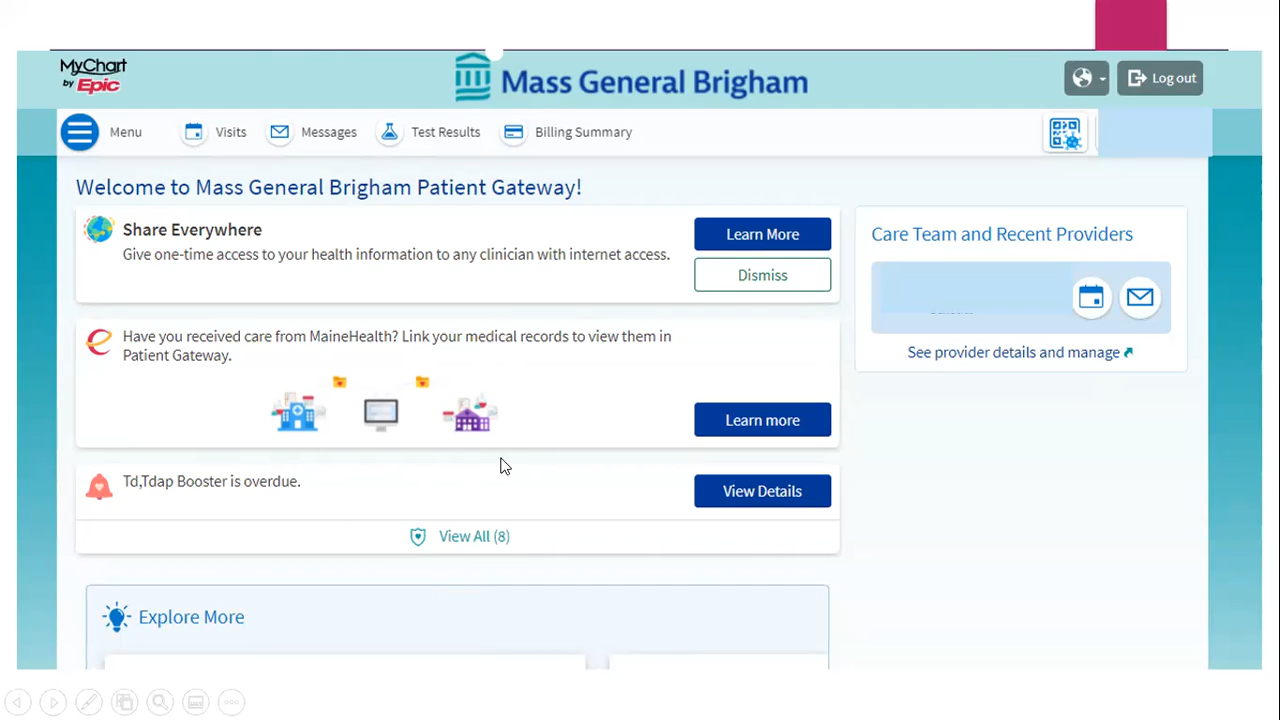 MyChart
by Epic
Mass General Brigham
Log out
Menu
Visits
Messages
Test Results
Billing Summary
Welcome to Mass General Brigham Patient Gateway!
Share Everywhere
Give one-time access to your health information to any clinician with internet access.
Learn More
Dismiss
Care Team and Recent Providers
See provider details and manage
Have you received care from MaineHealth? Link your medical records to view them in
Patient Gateway.
Learn more
Td,Tdap Booster is overdue.
View Details
View All (8)
Explore More